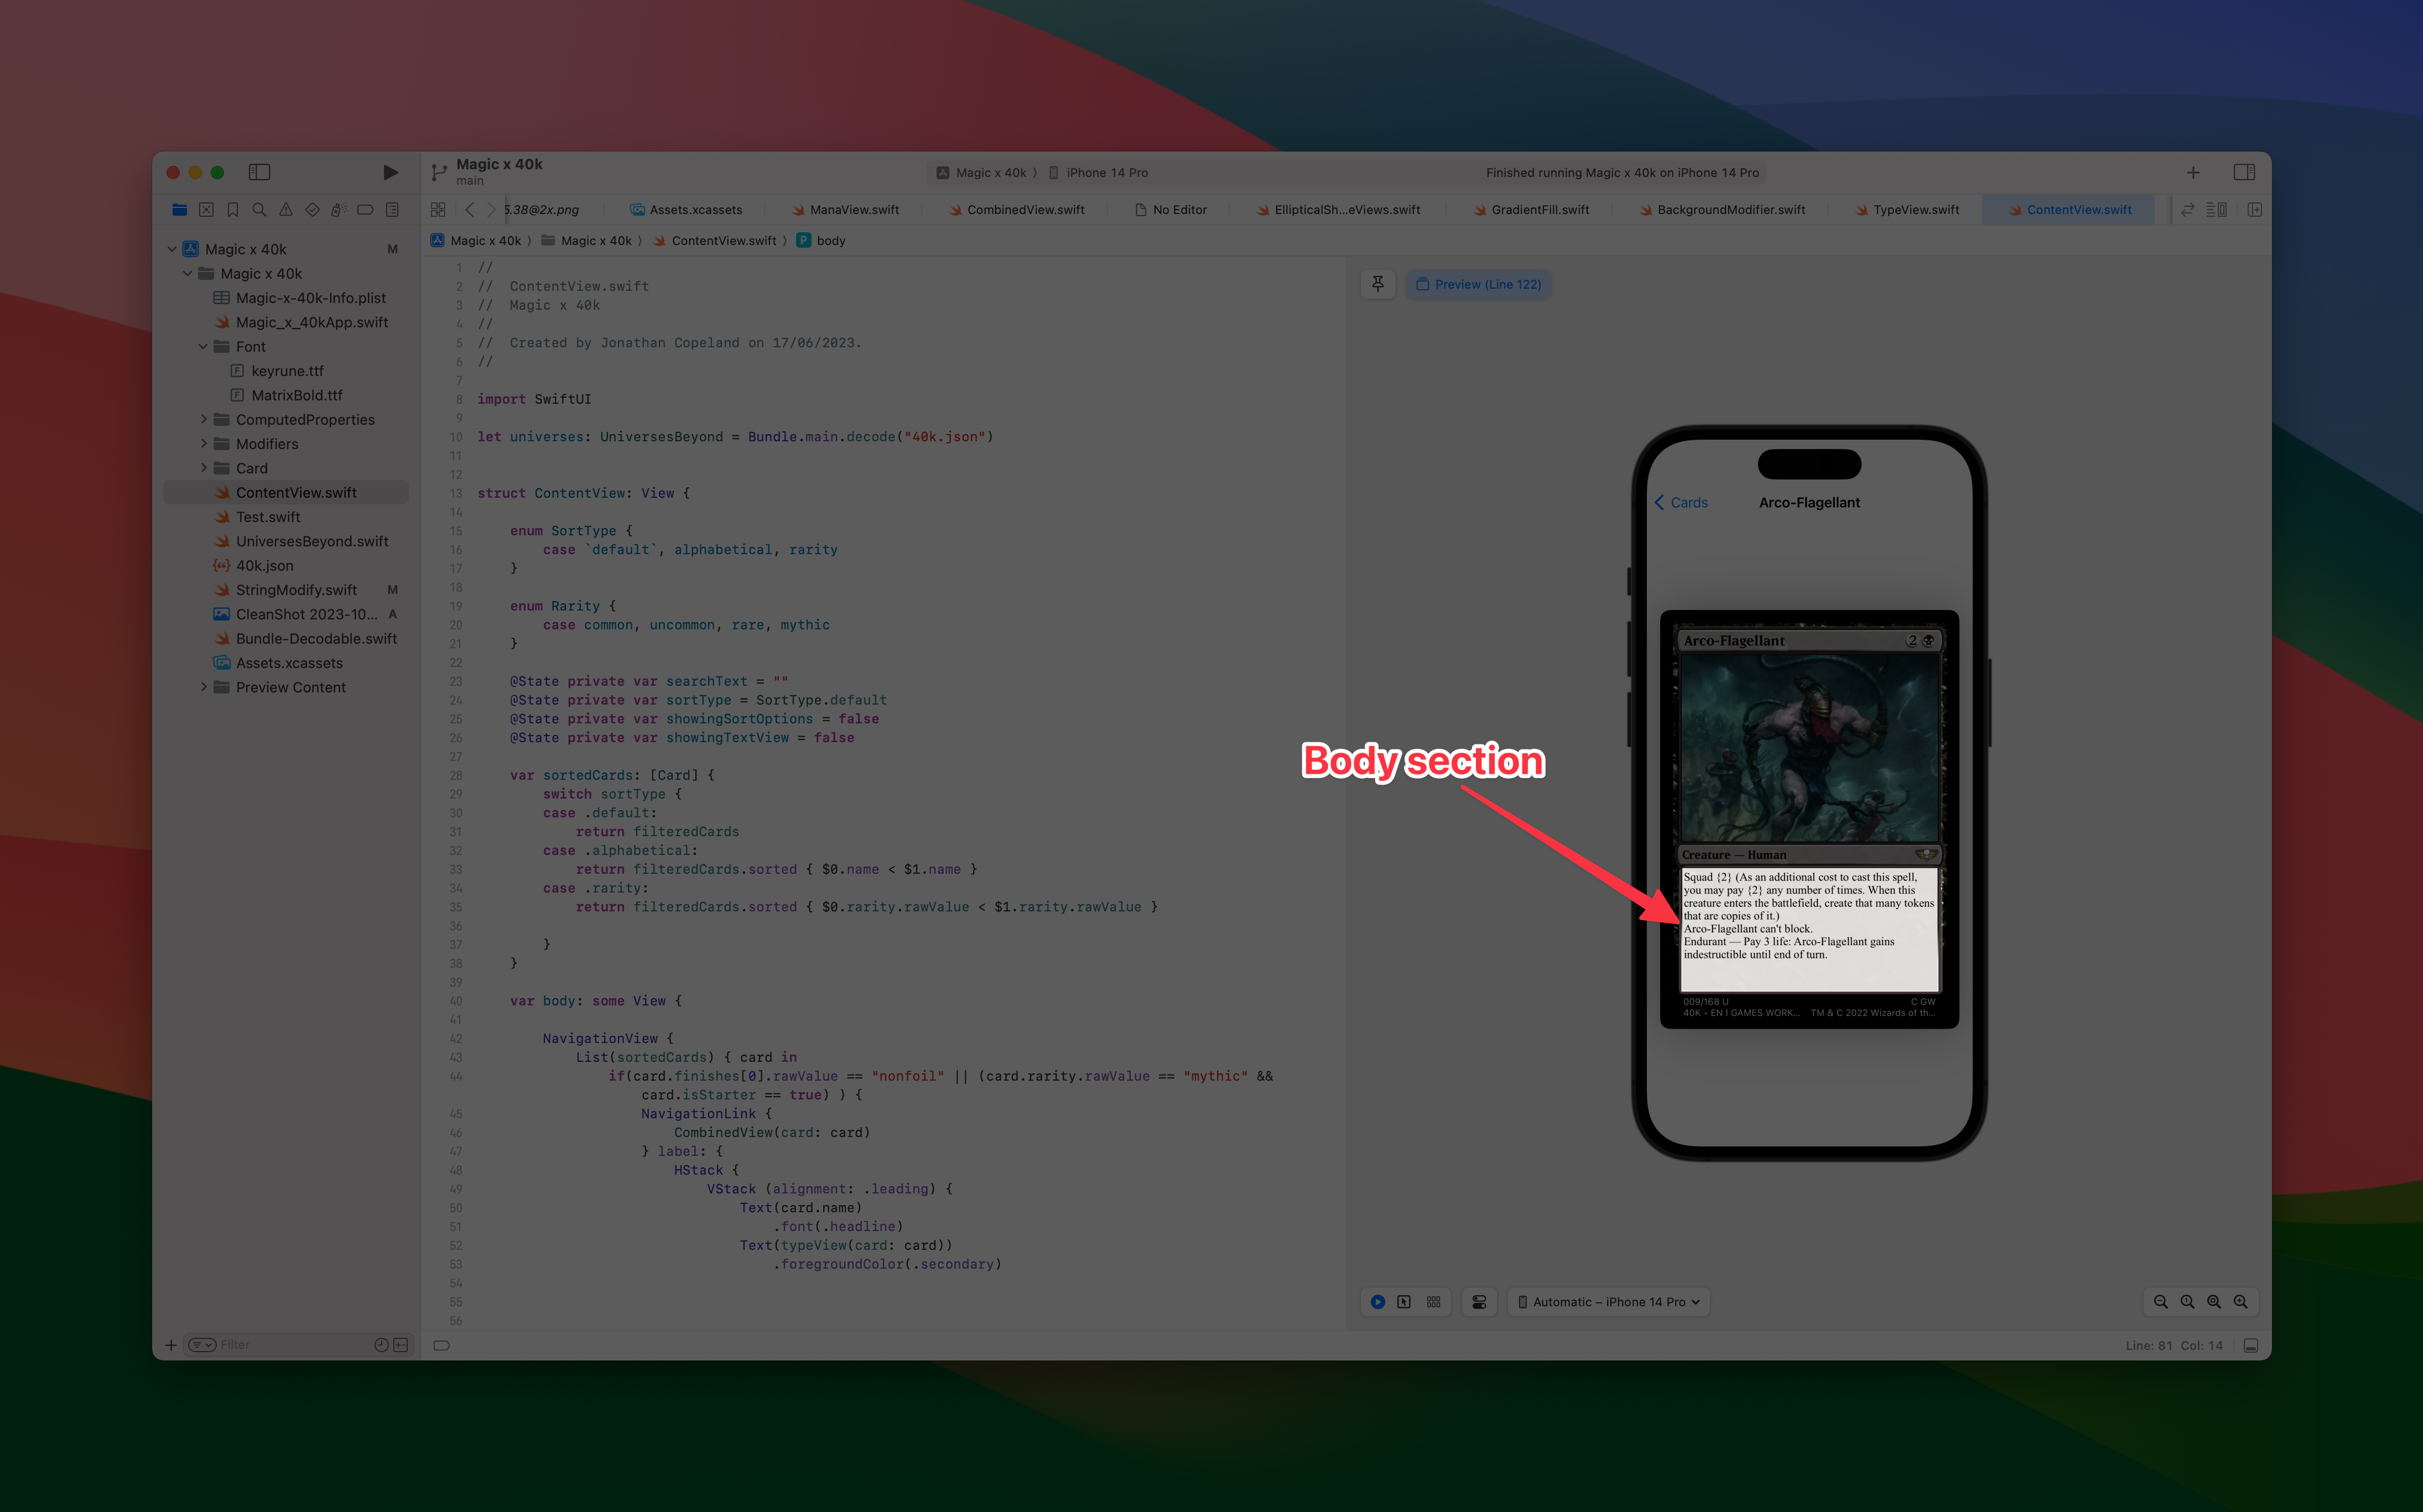 Magic x 40k
main
Magic x 40k ⟩ iPhone 14 Pro
Finished running Magic x 40k on iPhone 14 Pro
5.38@2x.png
Assets.xcassets
ManaView.swift
CombinedView.swift
No Editor
EllipticalSh...eViews.swift
GradientFill.swift
BackgroundModifier.swift
TypeView.swift
ContentView.swift
Magic x 40k ⟩ Magic x 40k ⟩ ContentView.swift ⟩ P body
Magic x 40k M
Magic x 40k
Magic-x-40k-Info.plist
Magic_x_40kApp.swift
Font
F keyrune.ttf
F MatrixBold.ttf
ComputedProperties
Modifiers
Card
ContentView.swift
Test.swift
UniversesBeyond.swift
40k.json
StringModify.swift M
CleanShot 2023-10... A
Bundle-Decodable.swift
Assets.xcassets
Preview Content
Filter
1 //
2 //  ContentView.swift
3 //  Magic x 40k
4 //
5 //  Created by Jonathan Copeland on 17/06/2023.
6 //
7
8 import SwiftUI
9
10 let universes: UniversesBeyond = Bundle.main.decode("40k.json")
11
12
13 struct ContentView: View {
14
15     enum SortType {
16         case `default`, alphabetical, rarity
17     }
18
19     enum Rarity {
20         case common, uncommon, rare, mythic
21     }
22
23     @State private var searchText = ""
24     @State private var sortType = SortType.default
25     @State private var showingSortOptions = false
26     @State private var showingTextView = false
27
28     var sortedCards: [Card] {
29         switch sortType {
30         case .default:
31             return filteredCards
32         case .alphabetical:
33             return filteredCards.sorted { $0.name < $1.name }
34         case .rarity:
35             return filteredCards.sorted { $0.rarity.rawValue < $1.rarity.rawValue }
36
37         }
38     }
39
40     var body: some View {
41
42         NavigationView {
43             List(sortedCards) { card in
44                 if(card.finishes[0].rawValue == "nonfoil" || (card.rarity.rawValue == "mythic" &&
                    card.isStarter == true) ) {
45                     NavigationLink {
46                         CombinedView(card: card)
47                     } label: {
48                         HStack {
49                             VStack (alignment: .leading) {
50                                 Text(card.name)
51                                     .font(.headline)
52                                 Text(typeView(card: card))
53                                     .foregroundColor(.secondary)
54
55
56
Preview (Line 122)
Cards
Arco-Flagellant
Arco-Flagellant 2
Body section
Creature — Human
Squad {2} (As an additional cost to cast this spell,
you may pay {2} any number of times. When this
creature enters the battlefield, create that many tokens
that are copies of it.)
Arco-Flagellant can't block.
Endurant — Pay 3 life: Arco-Flagellant gains
indestructible until end of turn.
009/168 U
C GW
40K • EN I GAMES WORK...
TM & C 2022 Wizards of th...
Automatic – iPhone 14 Pro
Line: 81 Col: 14